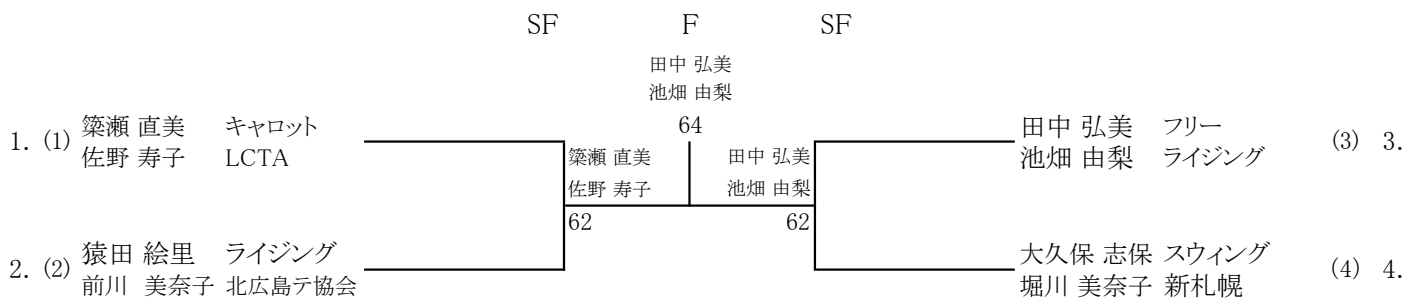 SF F SF
田中 弘美
池畑 由梨
1. (1) 簗瀬 直美 キャロット
佐野 寿子 LCTA
64
簗瀬 直美
佐野 寿子
62
田中 弘美
池畑 由梨
62
田中 弘美 フリー (3) 3.
池畑 由梨 ライジング
2. (2) 猿田 絵里 ライジング
前川 美奈子 北広島テ協会
大久保 志保 スウィング (4) 4.
堀川 美奈子 新札幌